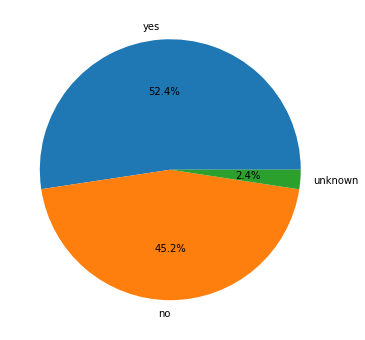 yes
52.4%
2.4%
unknown
45.2%
no